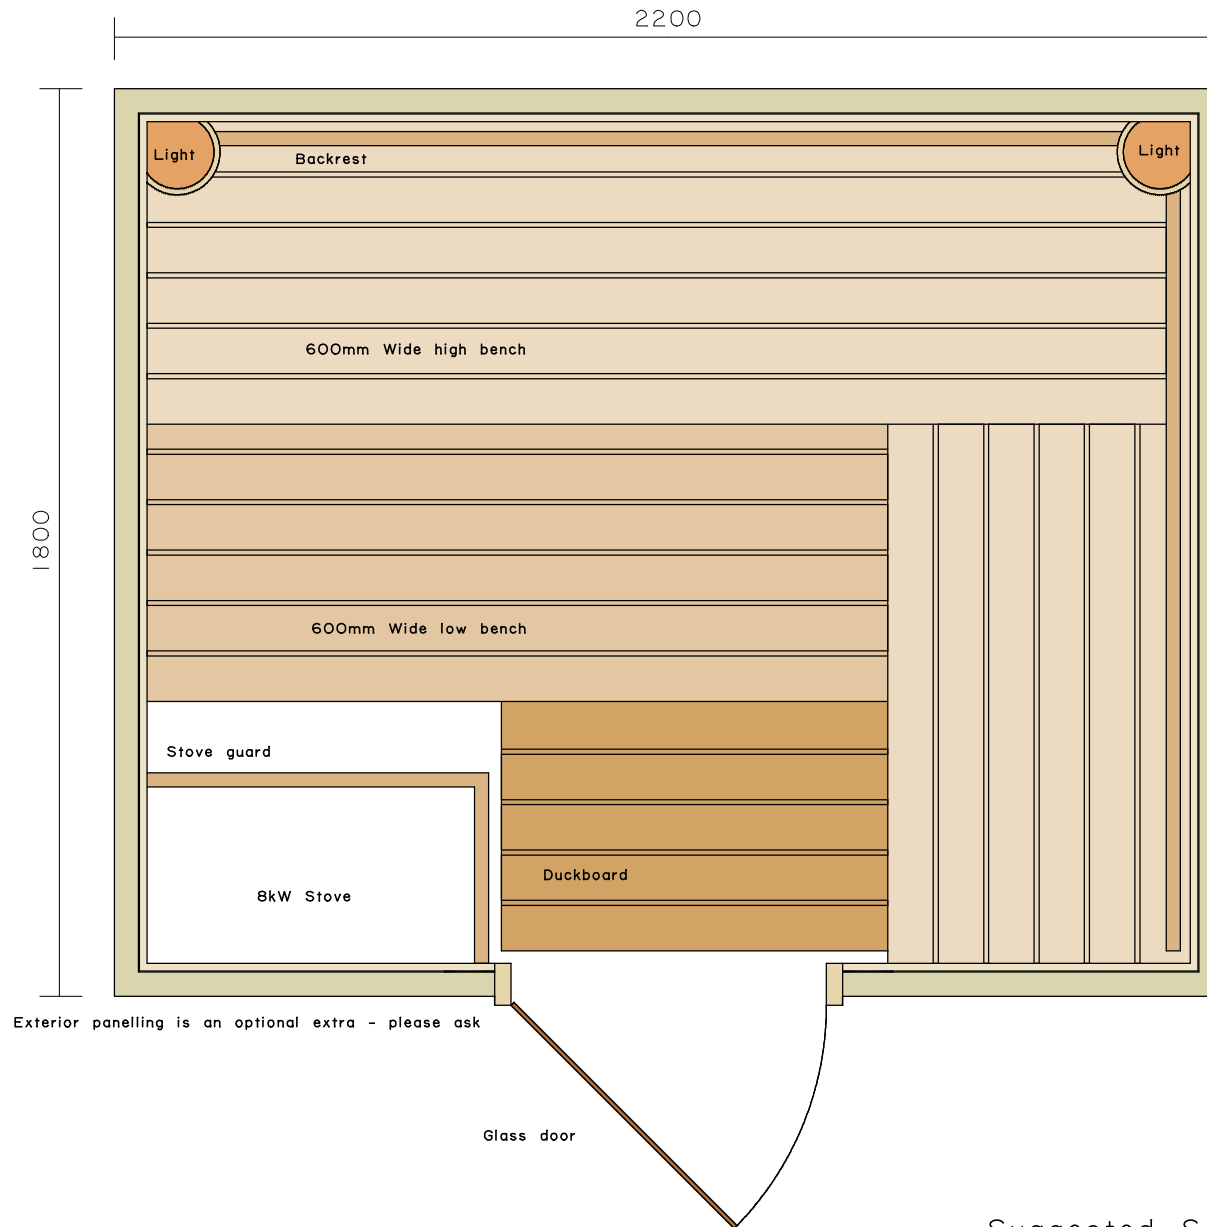 2200
Light
Backrest
Light
600mm Wide high bench
1800
600mm Wide low bench
Stove guard
8kW Stove
Duckboard
Exterior panelling is an optional extra - please ask
Glass door